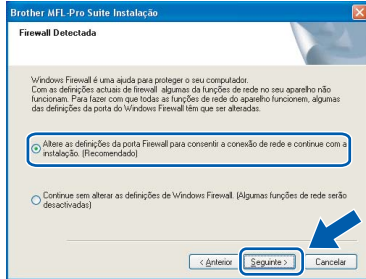 Brother MFL-Pro Suite Instalação
Firewall Detectada
Windows Firewall é uma ajuda para proteger o seu computador.
Com as definições actuais de firewall algumas da funções de rede no seu aparelho não
funcionam. Para fazer com que todas as funções de rede do aparelho funcionem, algumas
das definições da porta do Windows Firewall têm que ser alteradas.
Altere as definições da porta Firewall para consentir a conexão de rede e continue com a
instalação. (Recomendado)
Continue sem alterar as definições de Windows Firewall. (Algumas funções de rede serão
desactivadas)
< Anterior Seguinte > Cancelar